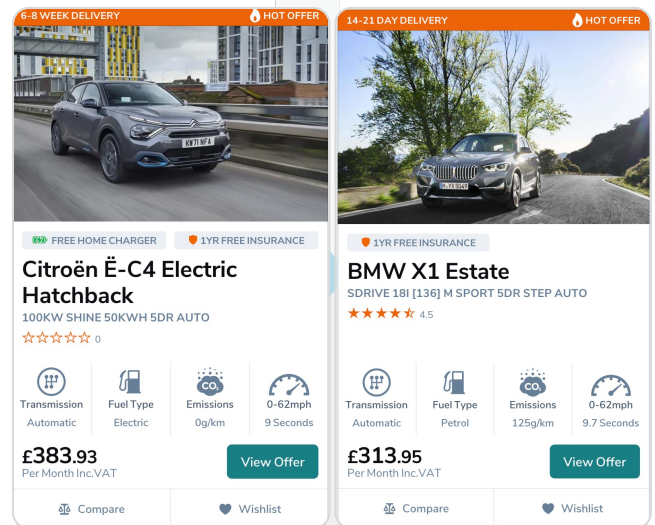 6-8 WEEK DELIVERY
HOT OFFER
KW71 NFA
FREE HOME CHARGER
1YR FREE INSURANCE
Citroën Ë-C4 Electric
Hatchback
100KW SHINE 50KWH 5DR AUTO
0
Transmission
Fuel Type
CO₂
Emissions
0-62mph
Automatic
Electric
0g/km
9 Seconds
£383.93
Per Month Inc.VAT
View Offer
Compare
Wishlist
14-21 DAY DELIVERY
HOT OFFER
1YR FREE INSURANCE
BMW X1 Estate
SDRIVE 18I [136] M SPORT 5DR STEP AUTO
4.5
Transmission
Fuel Type
CO₂
Emissions
0-62mph
Automatic
Petrol
125g/km
9.7 Seconds
£313.95
Per Month Inc.VAT
View Offer
Compare
Wishlist